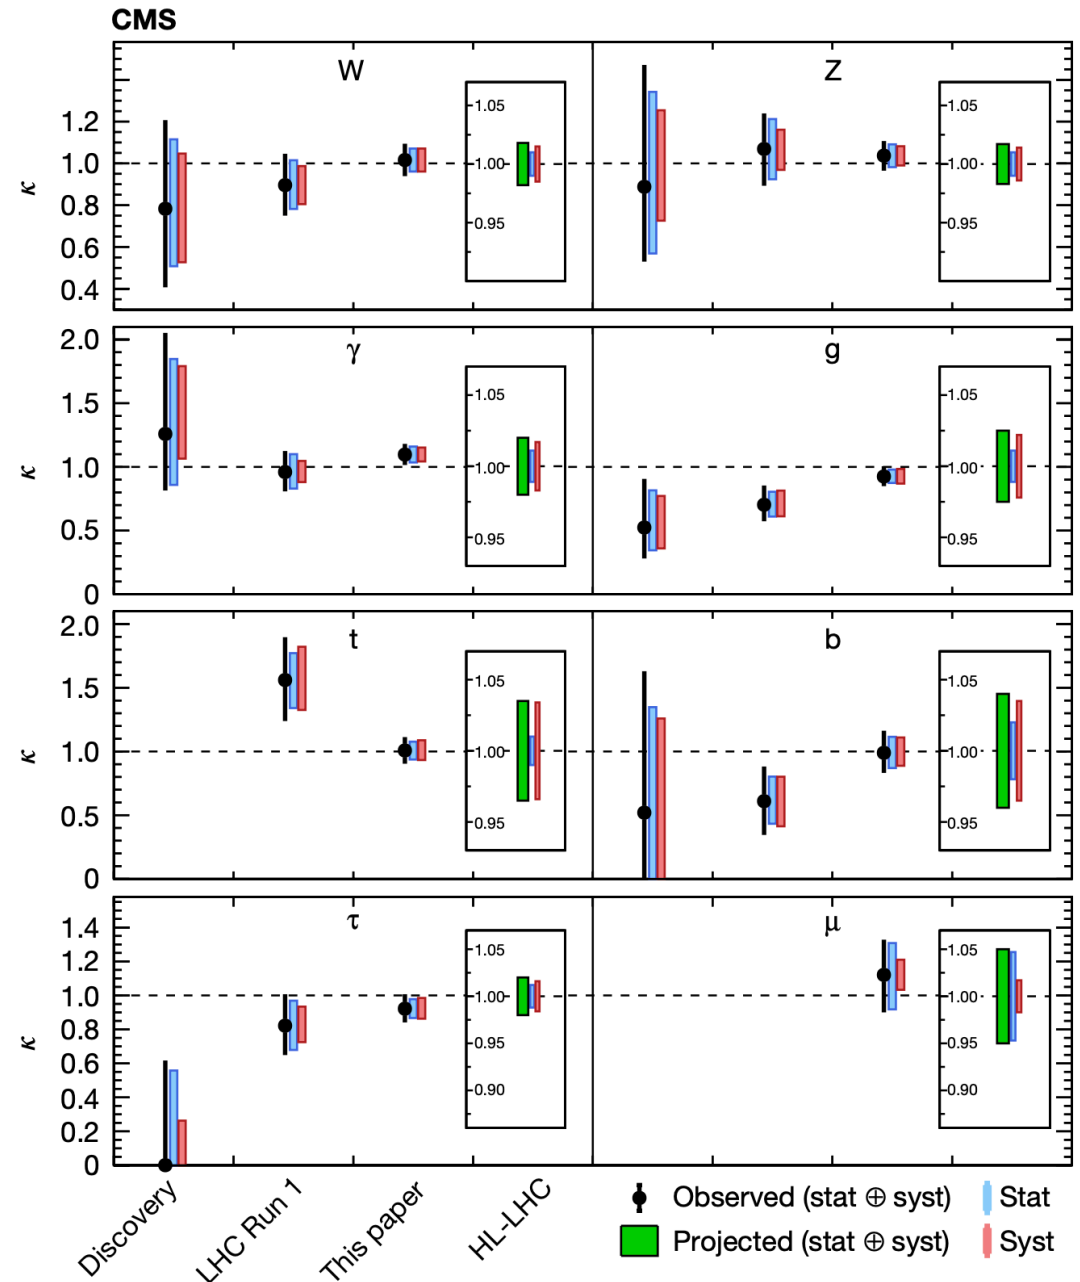 CMS
W
Z
κ
1.2
1.0
0.8
0.6
0.4
1.05
1.00
0.95
1.05
1.00
0.95
γ
g
κ
2.0
1.5
1.0
0.5
0
1.05
1.00
0.95
1.05
1.00
0.95
t
b
κ
2.0
1.5
1.0
0.5
0
1.05
1.00
0.95
1.05
1.00
0.95
τ
μ
κ
1.4
1.2
1.0
0.8
0.6
0.4
0.2
0
1.05
1.00
0.95
0.90
1.05
1.00
0.95
0.90
Discovery
LHC Run 1
This paper
HL-LHC
Observed (stat ⊕ syst)
Stat
Projected (stat ⊕ syst)
Syst